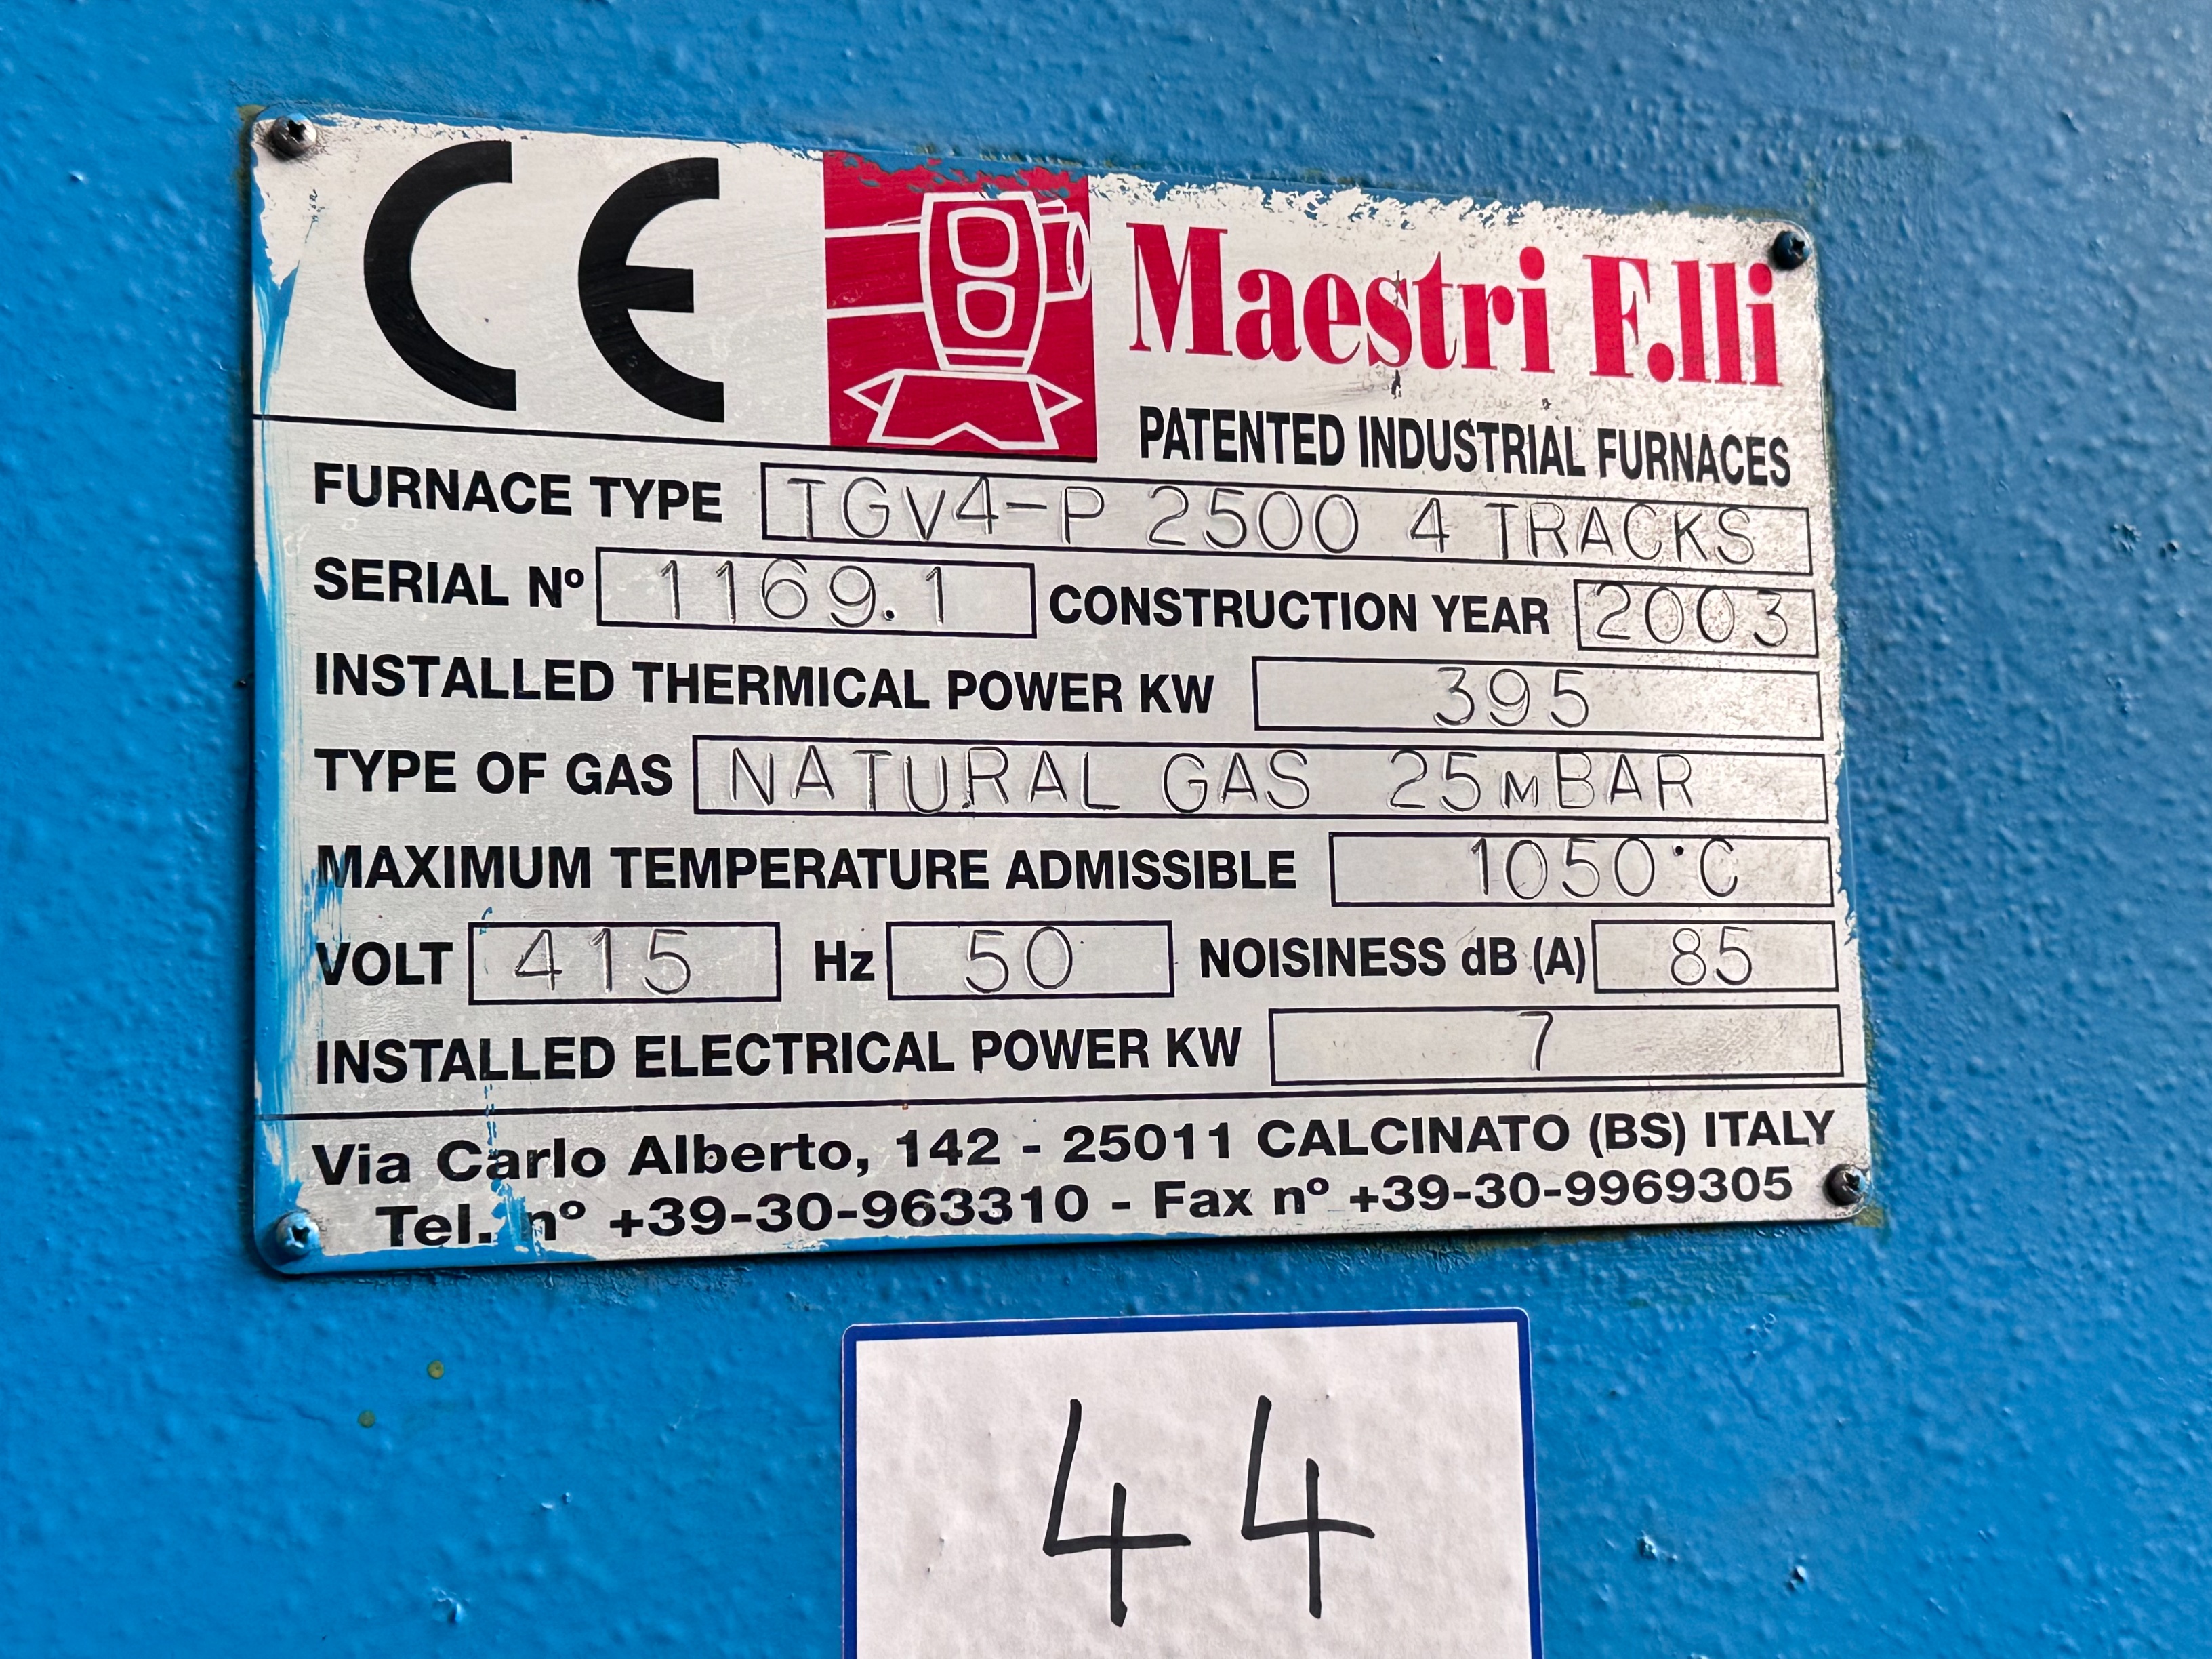 CE
Maestri F.lli
PATENTED INDUSTRIAL FURNACES
FURNACE TYPE TGV4-P 2500 4 TRACKS
SERIAL Nº 1169.1 CONSTRUCTION YEAR 2003
INSTALLED THERMICAL POWER KW 395
TYPE OF GAS NATURAL GAS 25MBAR
MAXIMUM TEMPERATURE ADMISSIBLE 1050°C
VOLT 415 Hz 50 NOISINESS dB (A) 85
INSTALLED ELECTRICAL POWER KW 7
Via Carlo Alberto, 142 - 25011 CALCINATO (BS) ITALY
Tel. nº +39-30-963310 - Fax nº +39-30-9969305
44